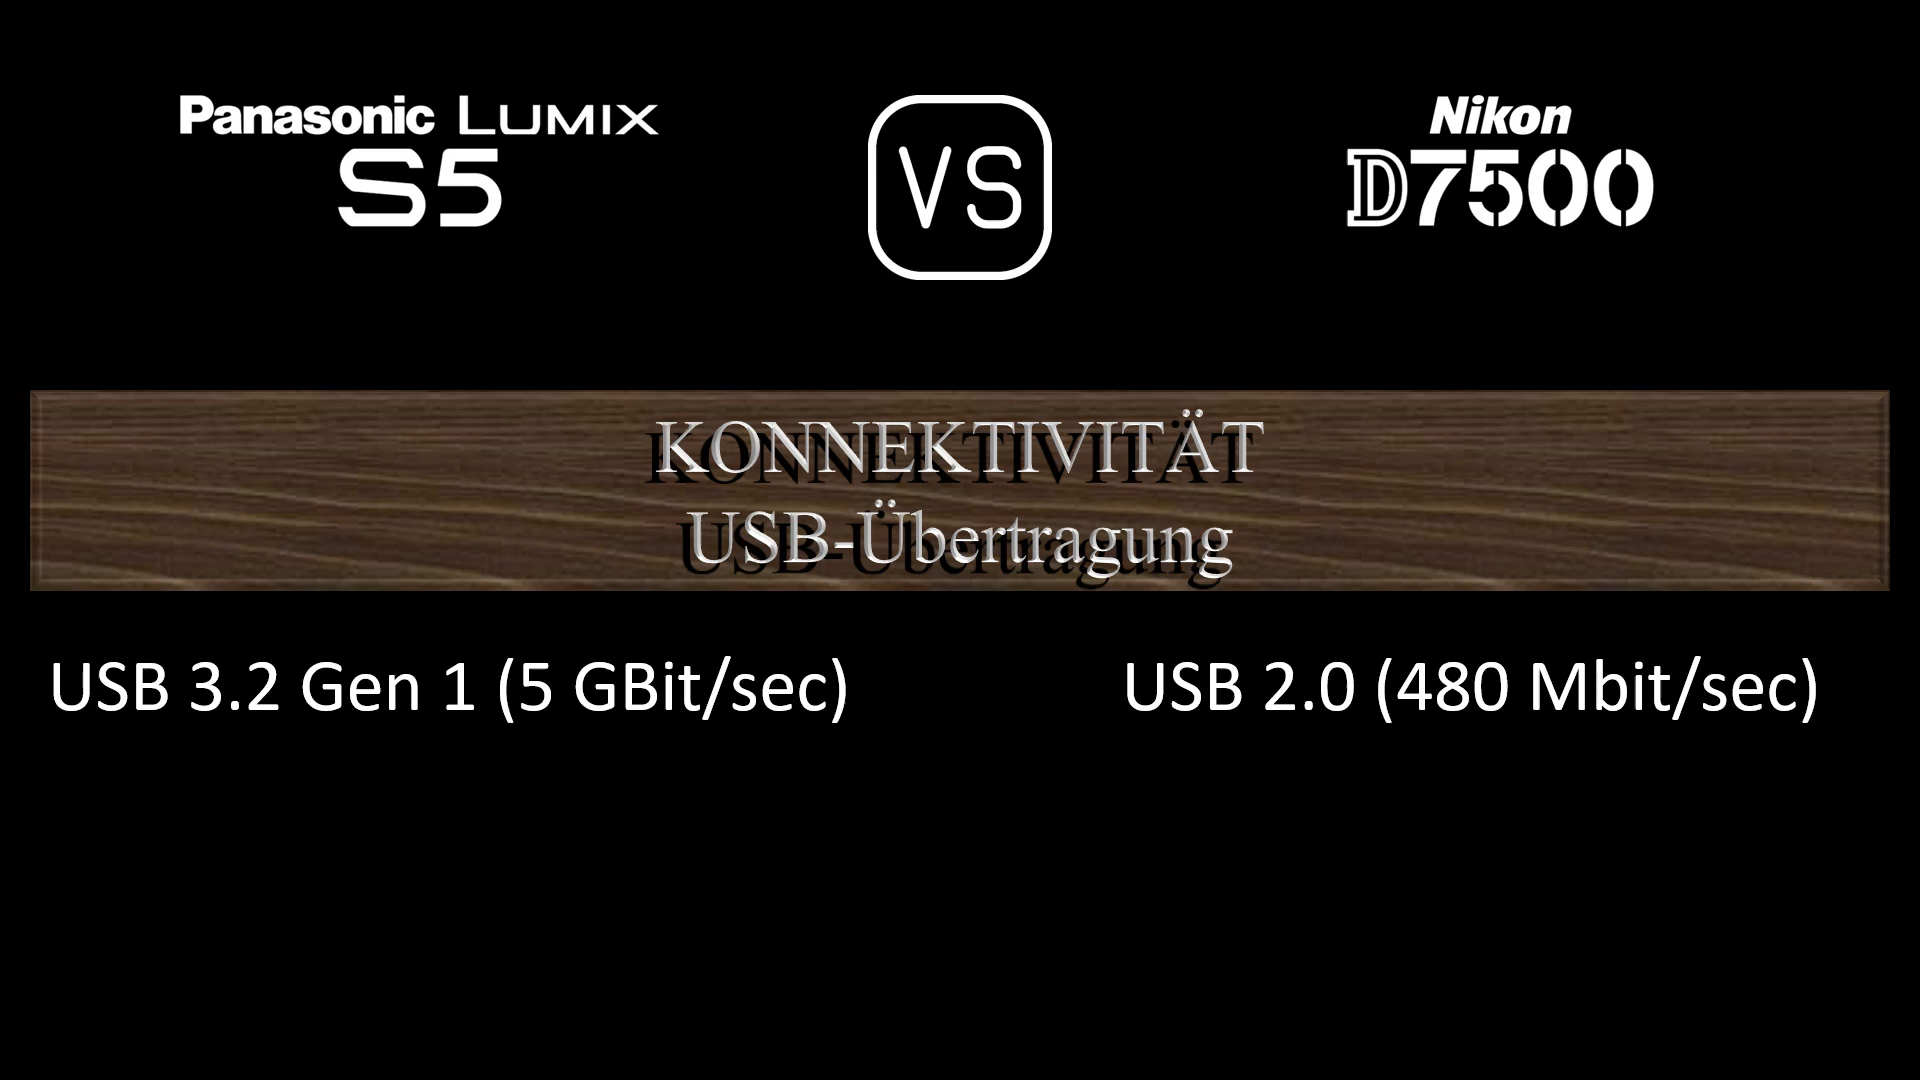 Panasonic LUMIX
S5
VS
Nikon
D7500
KONNEKTIVITÄT
USB-Übertragung
USB 3.2 Gen 1 (5 GBit/sec)
USB 2.0 (480 Mbit/sec)